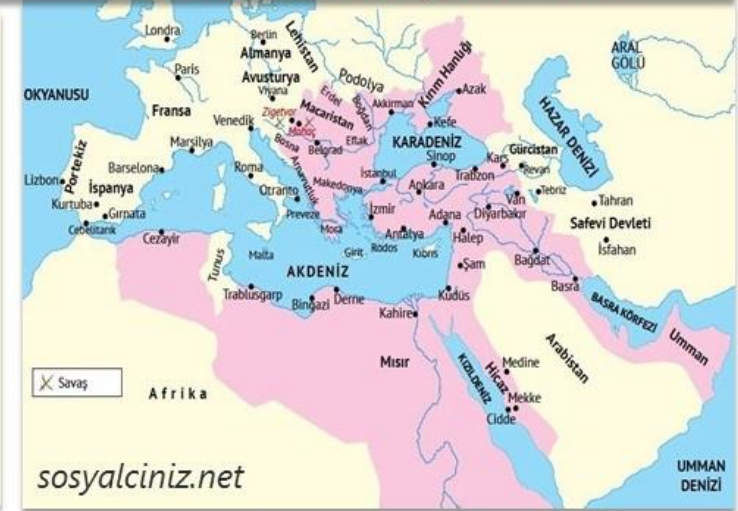 Londra
Berlin
Lehistan
Almanya
Paris
Avusturya
Viyana
Podolya
ARAL
GÖLÜ
OKYANUSU
Fransa
Zigetvar
Macaristan
Mohaç
Erdel
Boğdan
Akkirman
Kırım Hanlığı
Azak
Kefe
HAZAR DENİZİ
Venedik
Marsilya
Bosna
Belgrad
Eflak
KARADENİZ
Sinop
Kars
Gürcistan
Revan
Portekiz
Barselona
Roma
Arnavutluk
İstanbul
Trabzon
Lizbon
İspanya
Otranto
Makedonya
Ankara
Van
Tebriz
Tahran
Kurtuba
Gırnata
Preveze
İzmir
Adana
Diyarbakır
Safevi Devleti
Cebelitarık
Cezayir
Mora
Antalya
Halep
İsfahan
Tunus
Malta
Girit
Rodos
Kıbrıs
Şam
Bağdat
AKDENİZ
Basra
Trablusgarp
Bingazi
Derne
Kudüs
BASRA KÖRFEZİ
Kahire
Umman
Mısır
Arabistan
KIZILDENİZ
Hicaz
Medine
Savaş
Afrika
Mekke
Cidde
UMMAN
DENİZİ
sosyalciniz.net